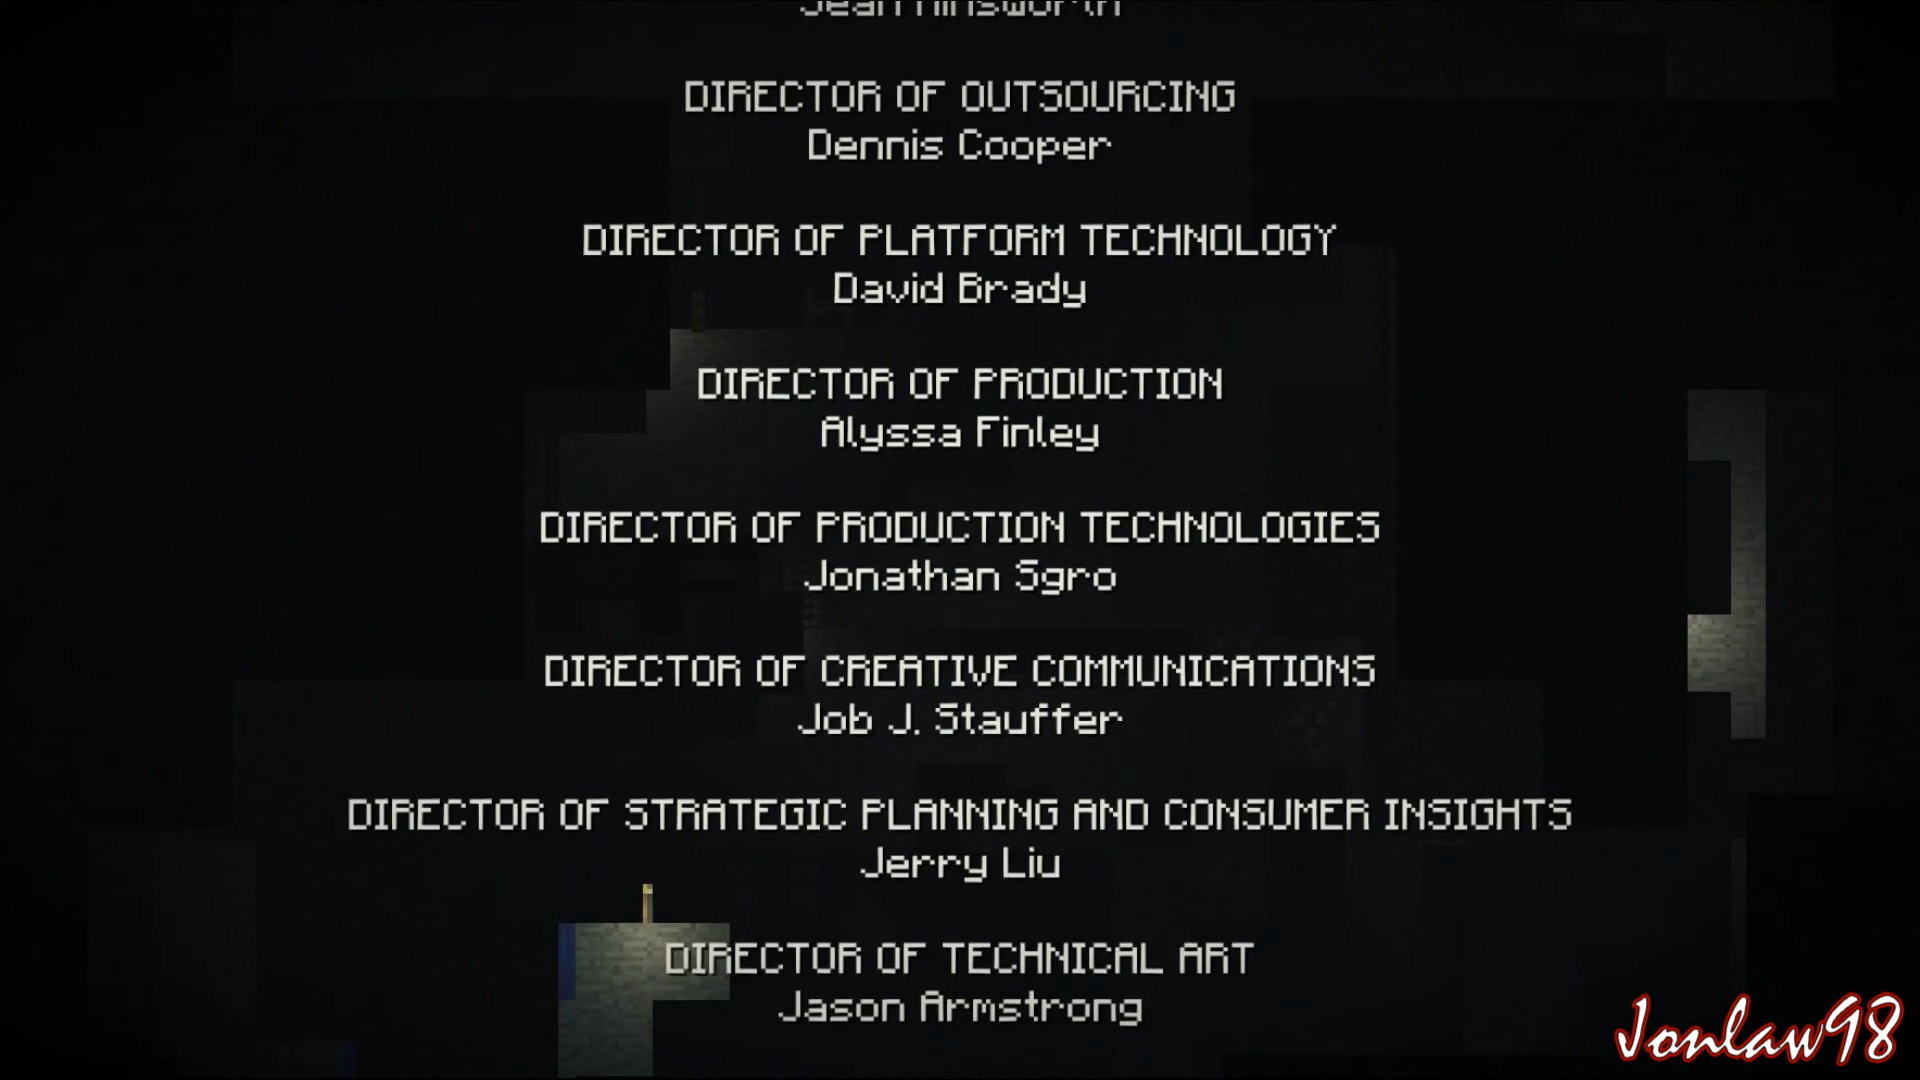 DIRECTOR OF OUTSOURCING
Dennis Cooper
DIRECTOR OF PLATFORM TECHNOLOGY
David Brady
DIRECTOR OF PRODUCTION
Alyssa Finley
DIRECTOR OF PRODUCTION TECHNOLOGIES
Jonathan Sgro
DIRECTOR OF CREATIVE COMMUNICATIONS
Job J. Stauffer
DIRECTOR OF STRATEGIC PLANNING AND CONSUMER INSIGHTS
Jerry Liu
DIRECTOR OF TECHNICAL ART
Jason Armstrong
Jonlaw98